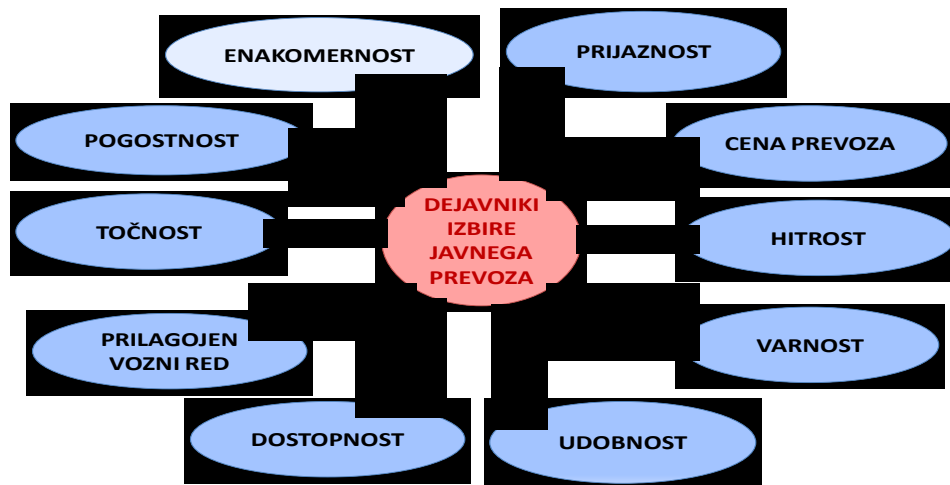 ENAKOMERNOST
PRIJAZNOST
POGOSTNOST
CENA PREVOZA
TOČNOST
DEJAVNIKI
IZBIRE
JAVNEGA
PREVOZA
HITROST
PRILAGOJEN
VOZNI RED
VARNOST
DOSTOPNOST
UDOBNOST